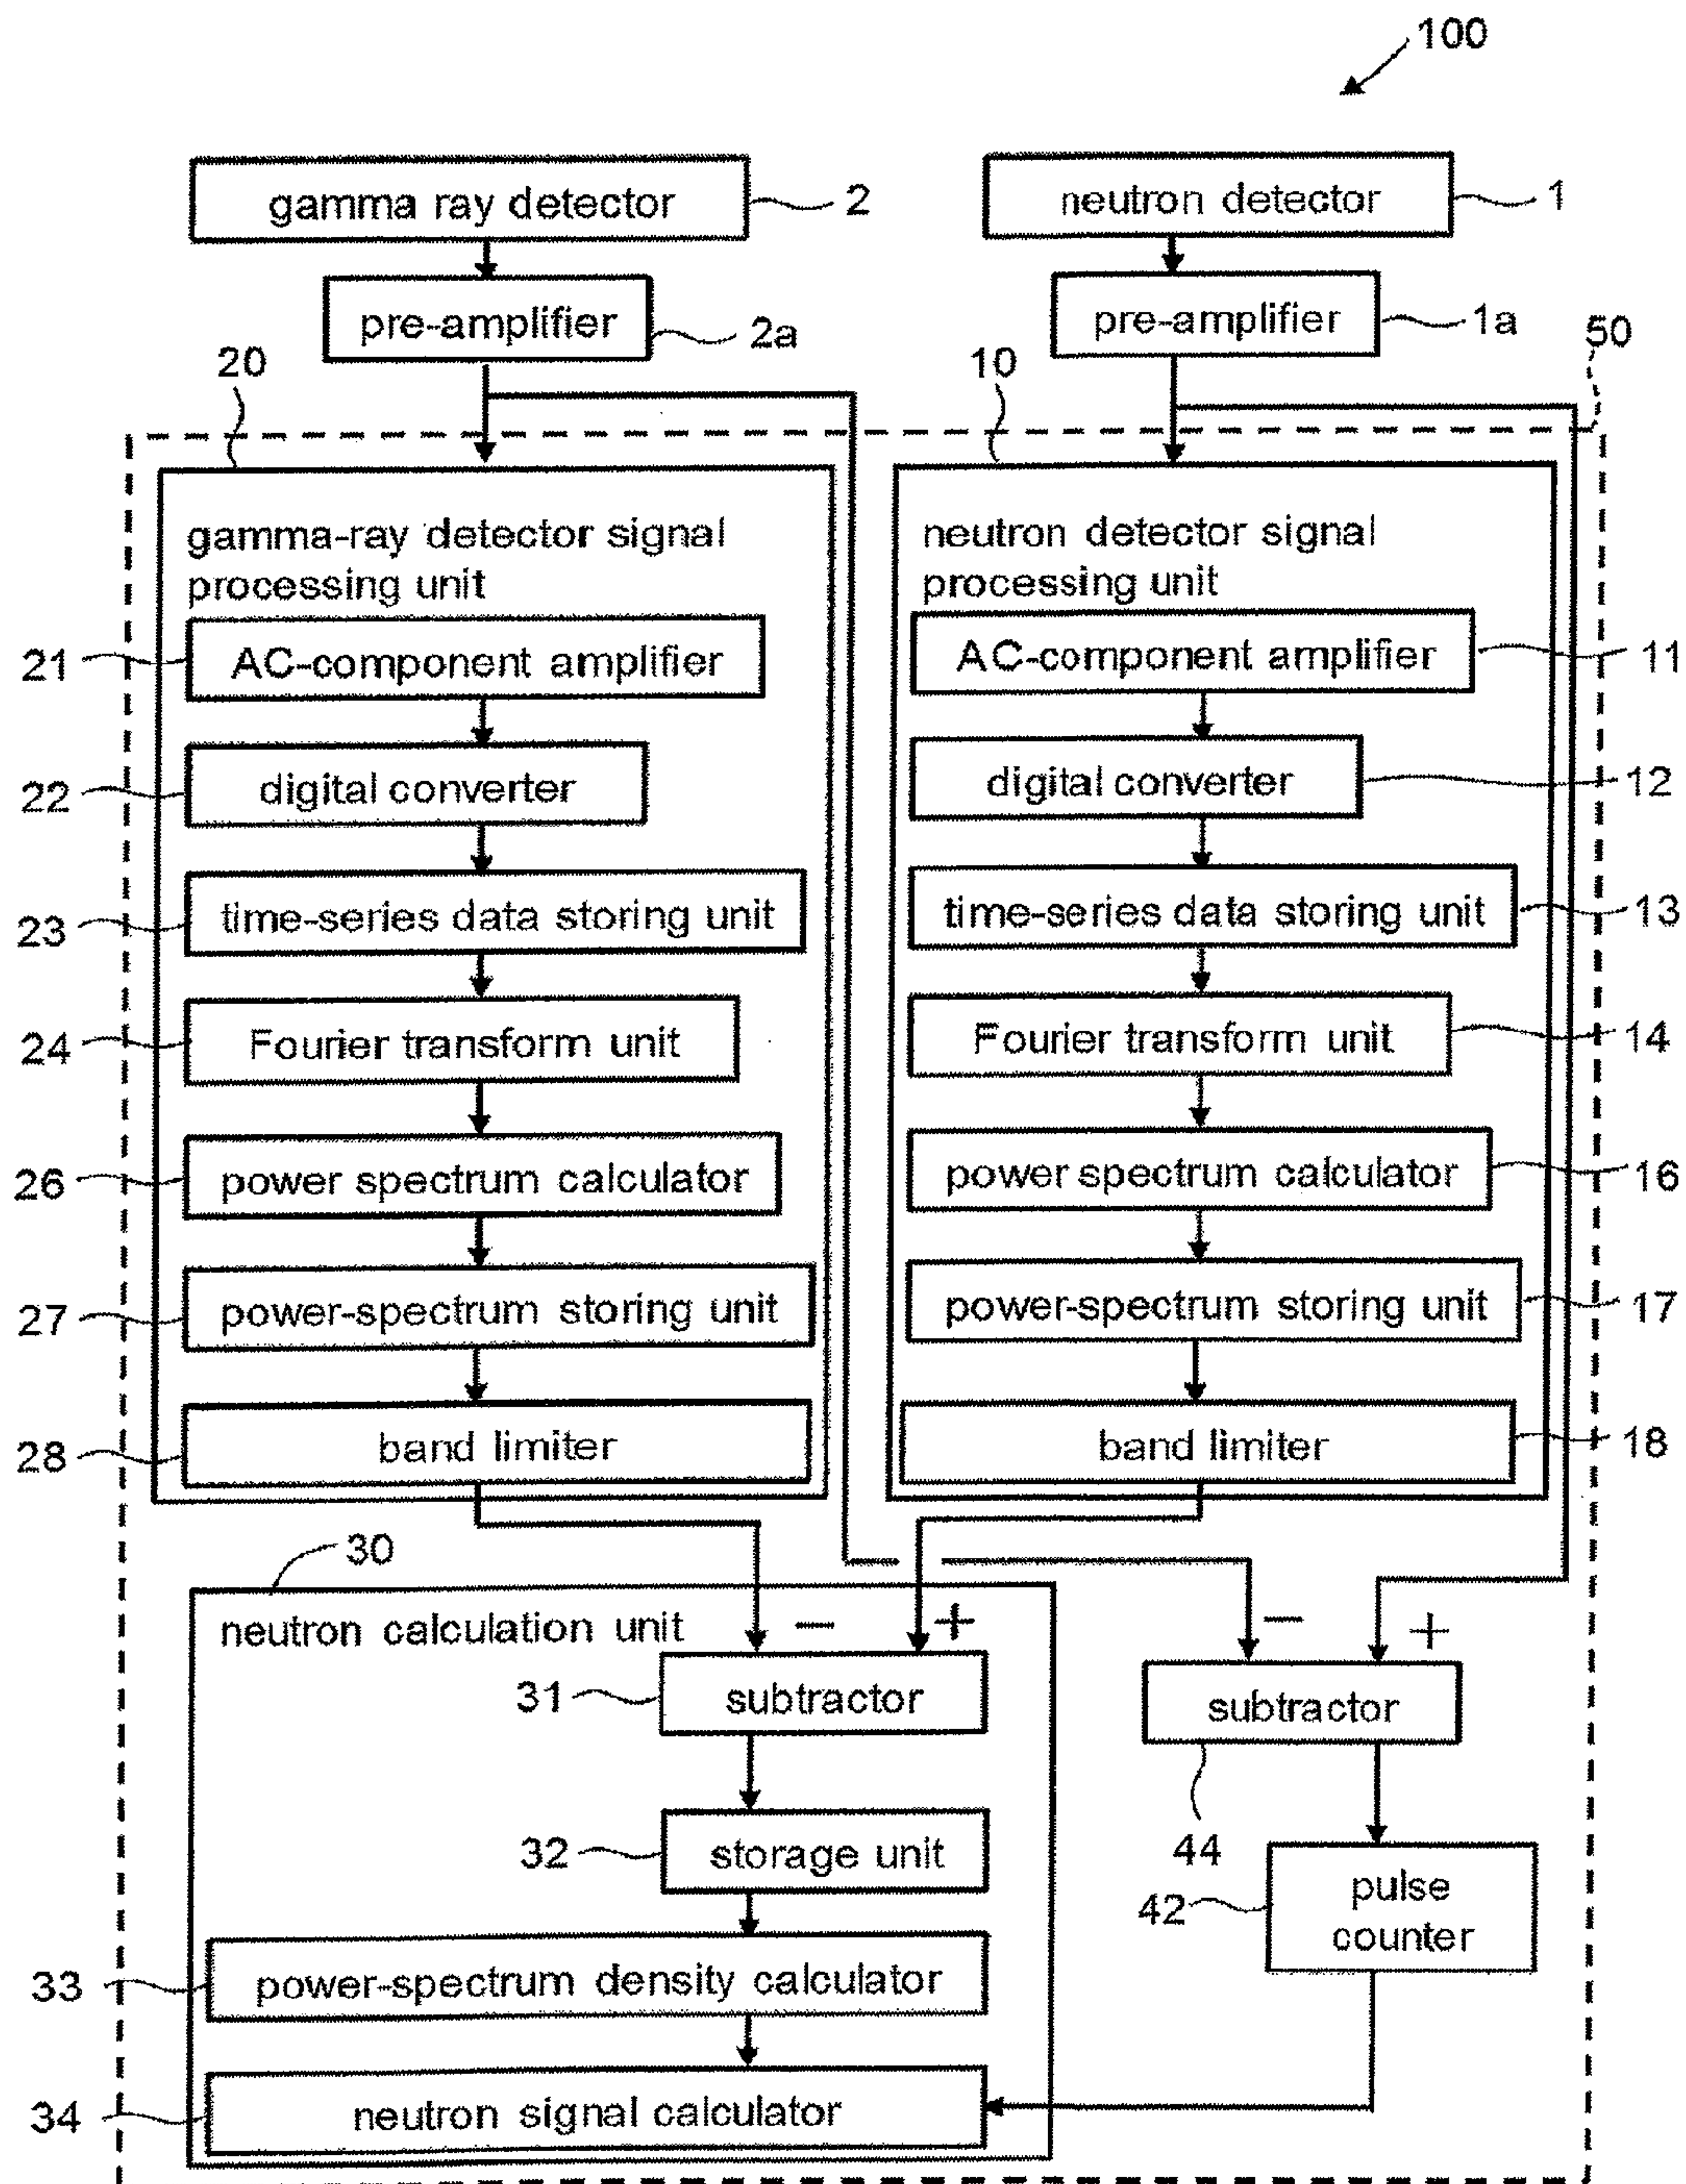 100
gamma ray detector
2
neutron detector
1
pre-amplifier
2a
pre-amplifier
1a
50
20
10
gamma-ray detector signal
processing unit
neutron detector signal
processing unit
21
AC-component amplifier
AC-component amplifier
11
22
digital converter
digital converter
12
23
time-series data storing unit
time-series data storing unit
13
24
Fourier transform unit
Fourier transform unit
14
26
power spectrum calculator
power spectrum calculator
16
27
power-spectrum storing unit
power-spectrum storing unit
17
28
band limiter
band limiter
18
30
neutron calculation unit
−
+
−
+
31
subtractor
subtractor
44
32
storage unit
42
pulse
counter
33
power-spectrum density calculator
34
neutron signal calculator